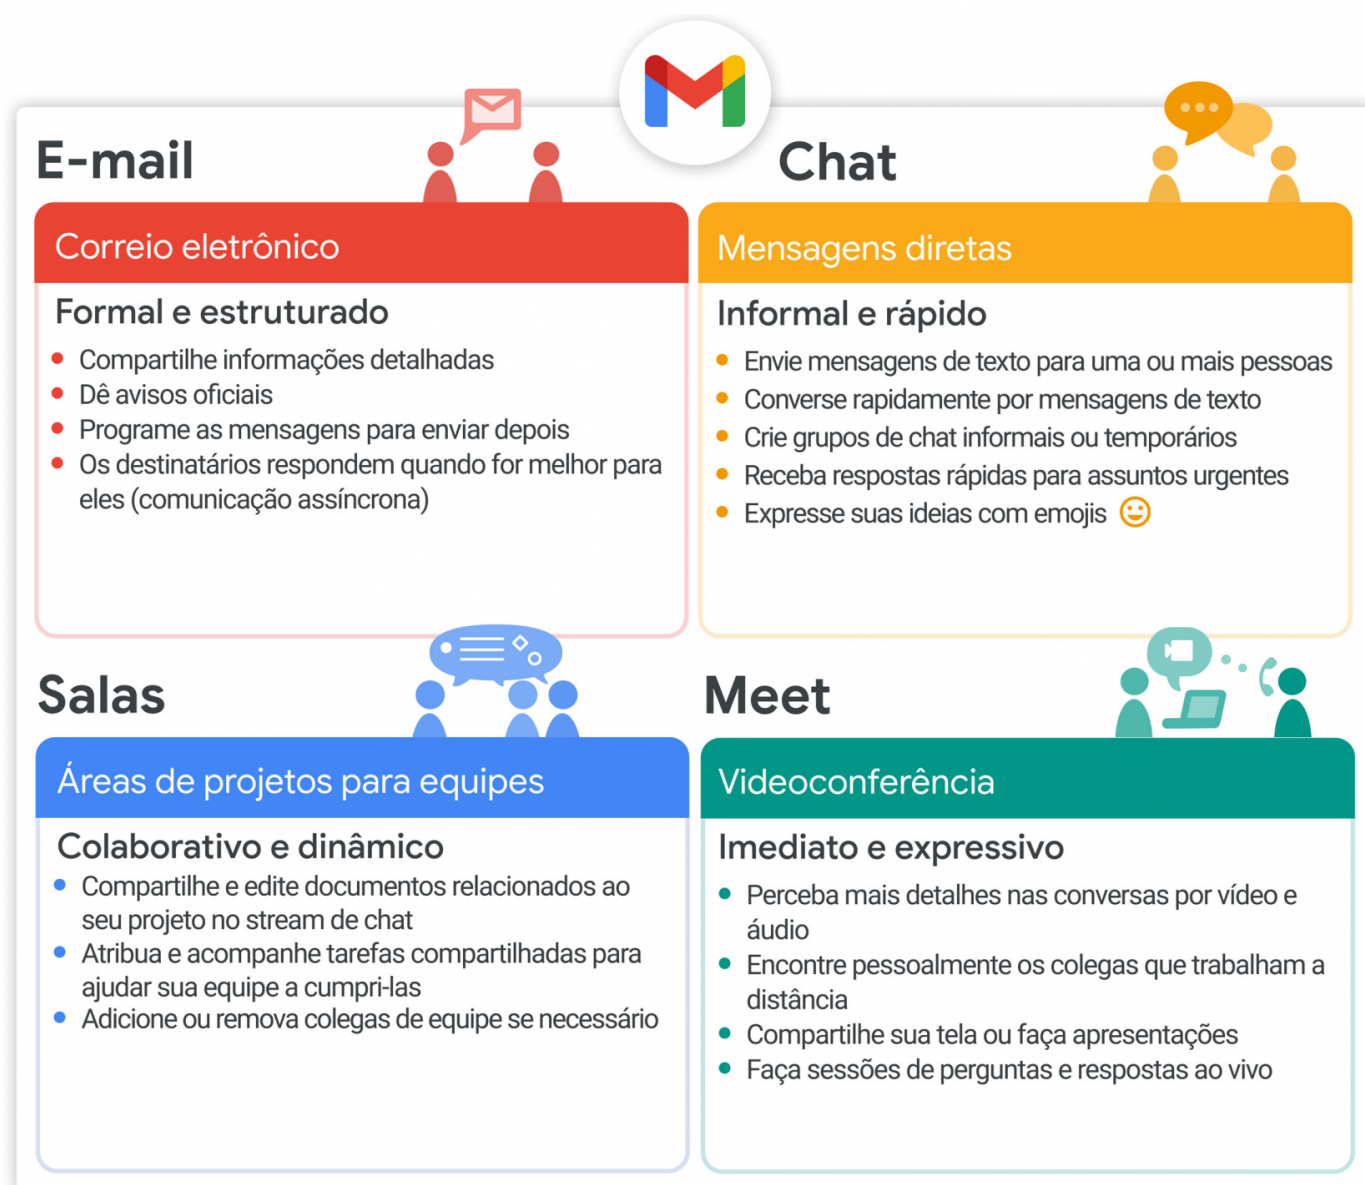 E-mail
Correio eletrônico
Formal e estruturado
Compartilhe informações detalhadas
Dê avisos oficiais
Programe as mensagens para enviar depois
Os destinatários respondem quando for melhor para
eles (comunicação assíncrona)
Chat
Mensagens diretas
Informal e rápido
Envie mensagens de texto para uma ou mais pessoas
Converse rapidamente por mensagens de texto
Crie grupos de chat informais ou temporários
Receba respostas rápidas para assuntos urgentes
Expresse suas ideias com emojis
Salas
Áreas de projetos para equipes
Colaborativo e dinâmico
Compartilhe e edite documentos relacionados ao
seu projeto no stream de chat
Atribua e acompanhe tarefas compartilhadas para
ajudar sua equipe a cumpri-las
Adicione ou remova colegas de equipe se necessário
Meet
Videoconferência
Imediato e expressivo
Perceba mais detalhes nas conversas por vídeo e
áudio
Encontre pessoalmente os colegas que trabalham a
distância
Compartilhe sua tela ou faça apresentações
Faça sessões de perguntas e respostas ao vivo